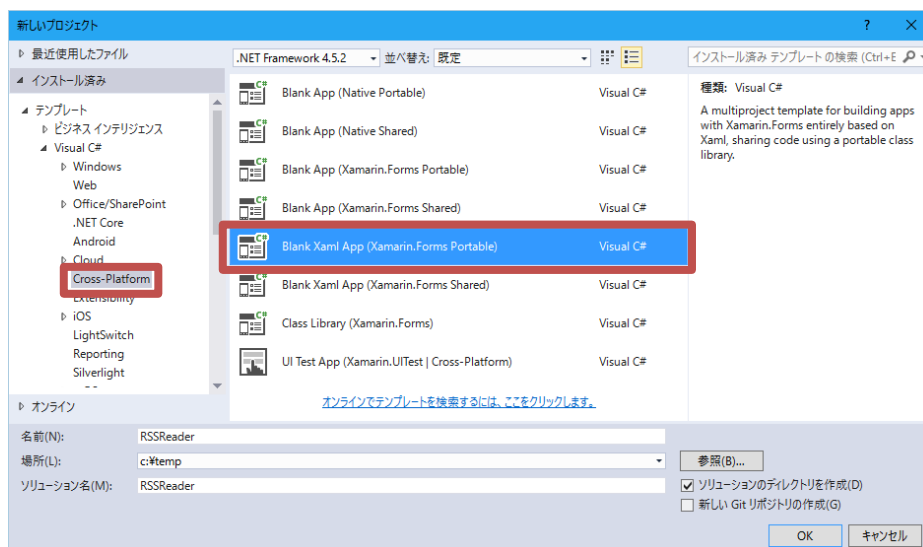 新しいプロジェクト
? ×
▷ 最近使用したファイル
.NET Framework 4.5.2
並べ替え: 既定
インストール済み テンプレート の検索 (Ctrl+E
◢ インストール済み
◢ テンプレート
▷ ビジネス インテリジェンス
◢ Visual C#
▷ Windows
Web
▷ Office/SharePoint
.NET Core
Android
▷ Cloud
Cross-Platform
Extensibility
▷ iOS
LightSwitch
Reporting
Silverlight
▷ オンライン
C# Blank App (Native Portable) Visual C#
C# Blank App (Native Shared) Visual C#
C# Blank App (Xamarin.Forms Portable) Visual C#
C# Blank App (Xamarin.Forms Shared) Visual C#
C# Blank Xaml App (Xamarin.Forms Portable) Visual C#
C# Blank Xaml App (Xamarin.Forms Shared) Visual C#
C# Class Library (Xamarin.Forms) Visual C#
UI Test App (Xamarin.UITest | Cross-Platform) Visual C#
オンラインでテンプレートを検索するには、ここをクリックします。
種類: Visual C#
A multiproject template for building apps
with Xamarin.Forms entirely based on
Xaml, sharing code using a portable class
library.
名前(N): RSSReader
場所(L): c:¥temp
参照(B)...
ソリューション名(M): RSSReader
ソリューションのディレクトリを作成(D)
新しい Git リポジトリの作成(G)
OK キャンセル